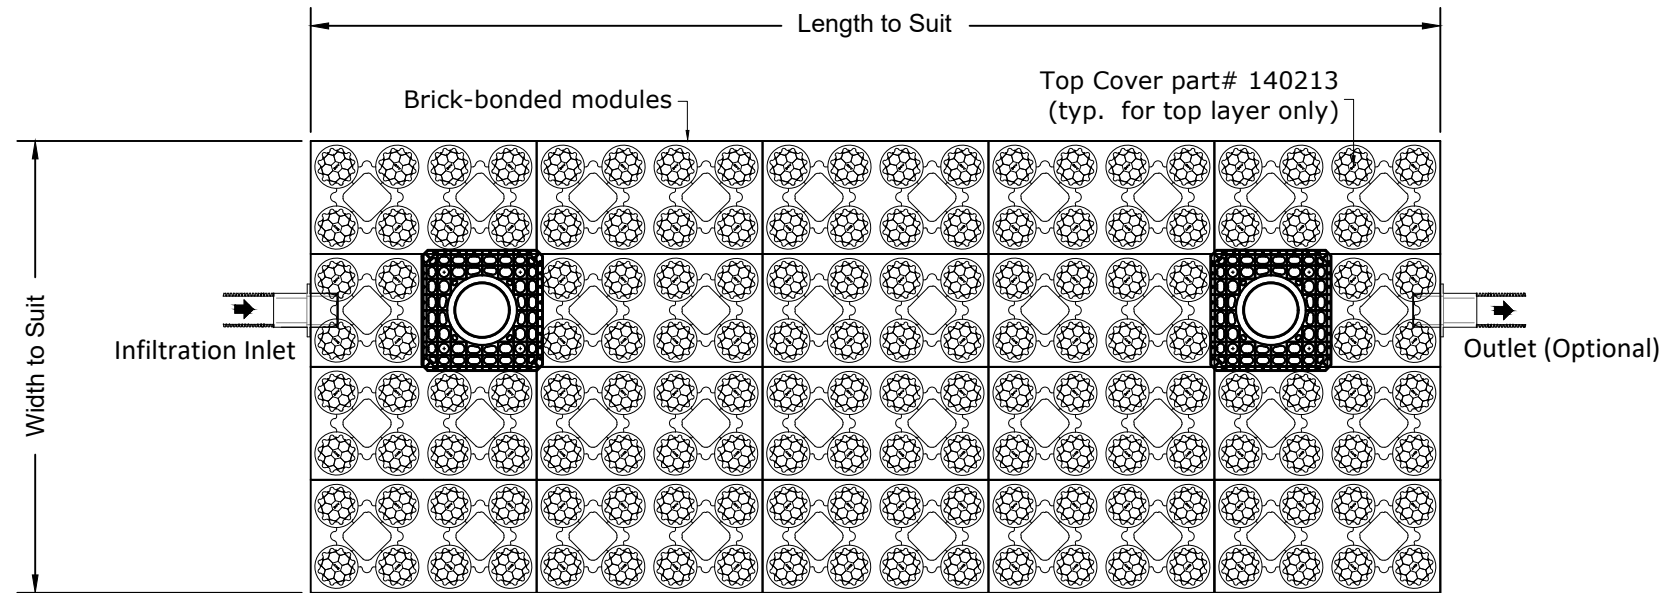 Length to Suit
Brick-bonded modules
Top Cover part# 140213
(typ.  for top layer only)
Width to Suit
Infiltration Inlet
Outlet (Optional)